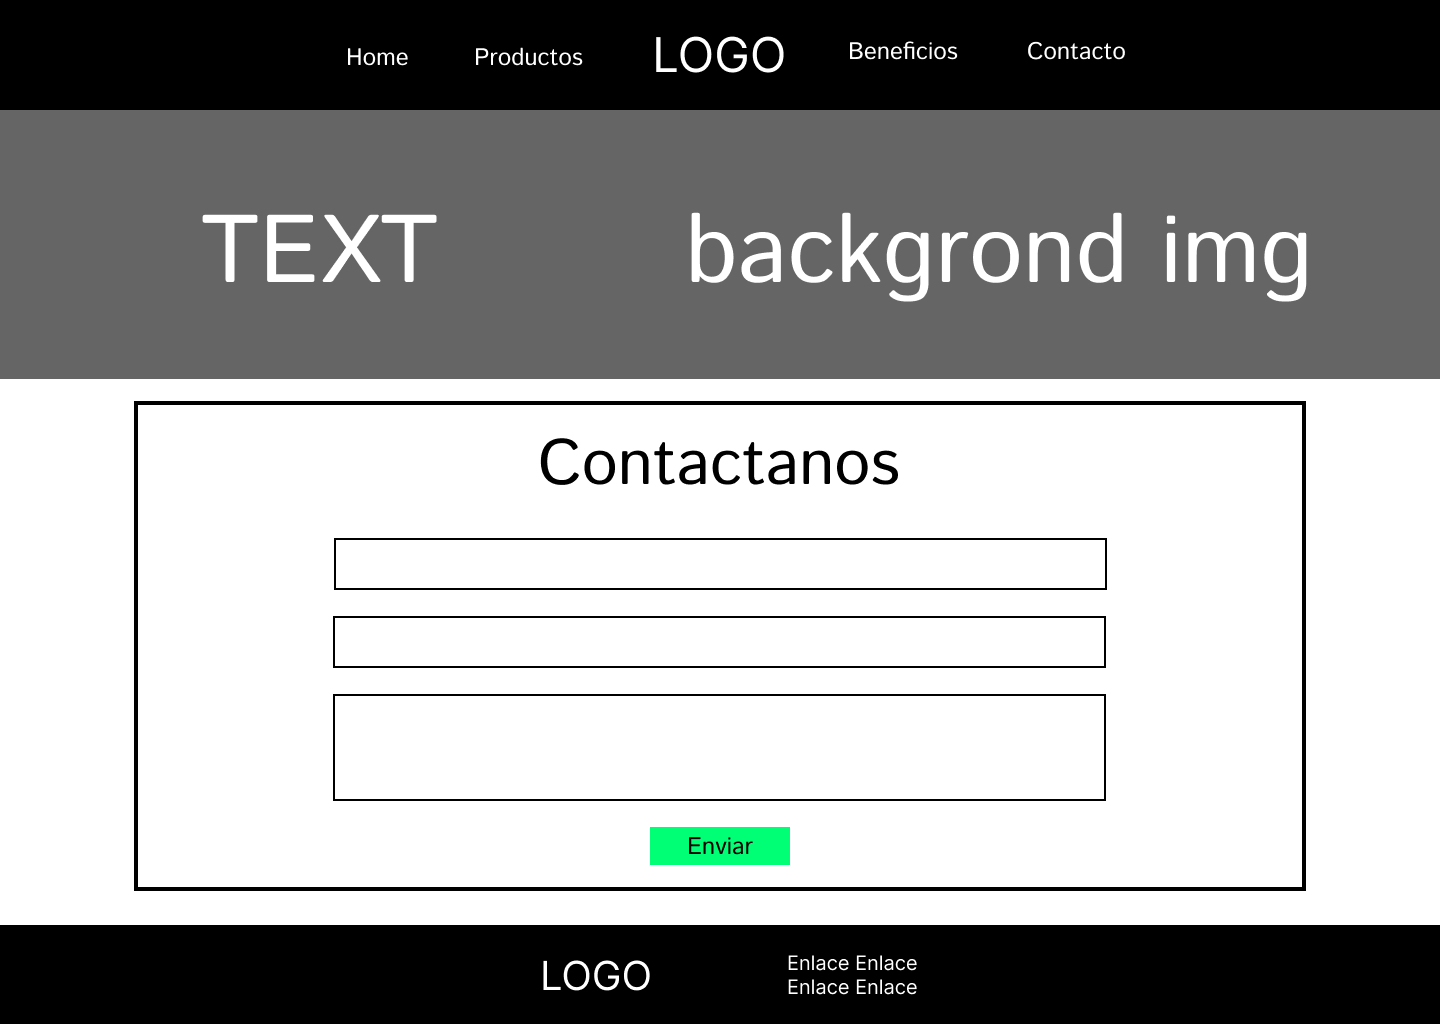 Home Productos LOGO Beneficios Contacto
TEXT backgrond img
Contactanos
Enviar
LOGO
Enlace Enlace
Enlace Enlace